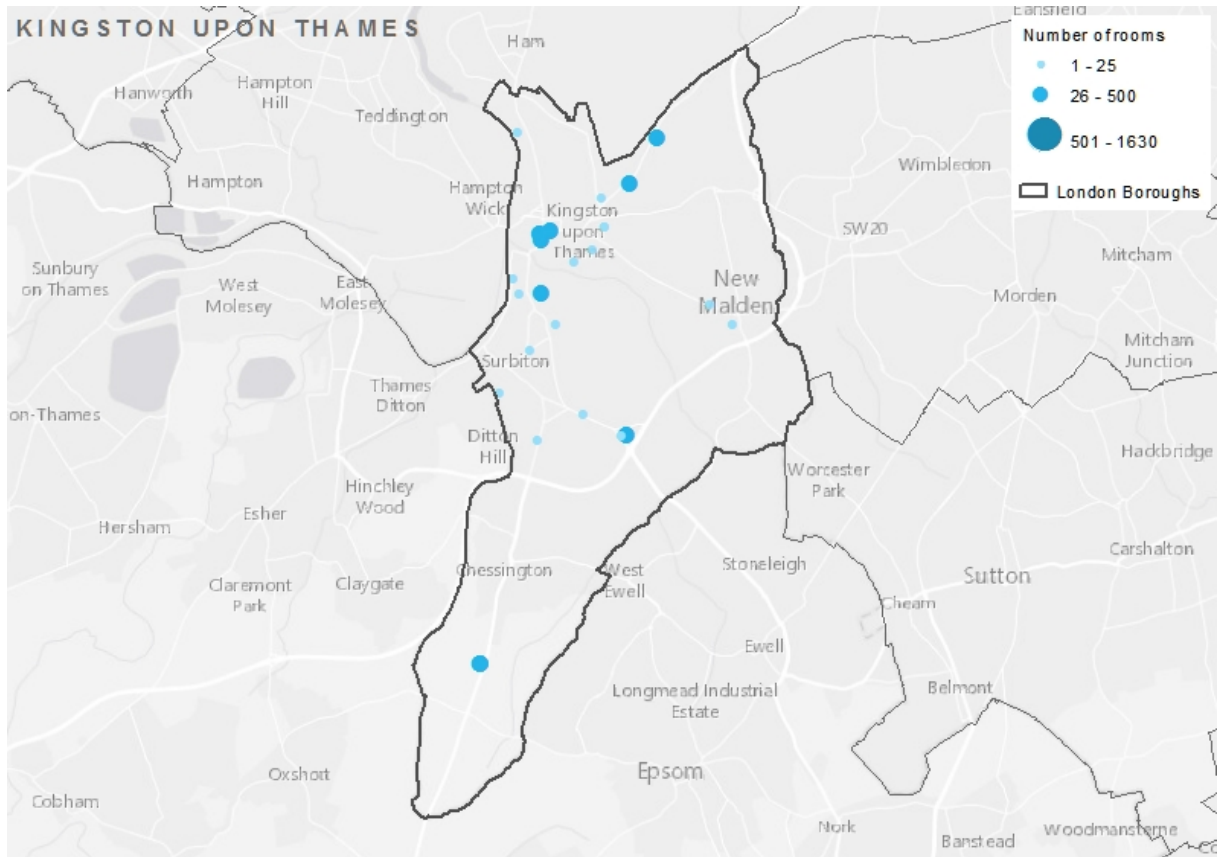 KINGSTON UPON THAMES
Number of rooms
1 - 25
26 - 500
501 - 1630
London Boroughs
Ham
Hanworth
Hampton
Hill
Teddington
Hampton
Hampton
Wick
Kingston
upon
Thames
Wimbledon
SW20
Mitcham
Sunbury
on Thames
West
Molesey
East
Molesey
New
Malden
Morden
Mitcham
Junction
Surbiton
Thames
Ditton
on-Thames
Ditton
Hill
Hackbridge
Worcester
Park
Hinchley
Wood
Esher
Hersham
Carshalton
Chessington
West
Ewell
Stoneleigh
Sutton
Claremont
Park
Claygate
Cheam
Ewell
Longmead Industrial
Estate
Belmont
Oxshott
Epsom
Cobham
Nork
Banstead
Woodmansterne